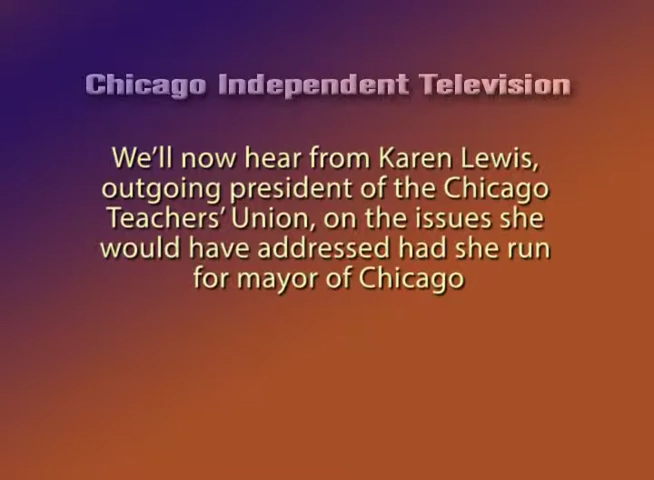 Chicago Independent Television
We'll now hear from Karen Lewis,
outgoing president of the Chicago
Teachers' Union, on the issues she
would have addressed had she run
for mayor of Chicago